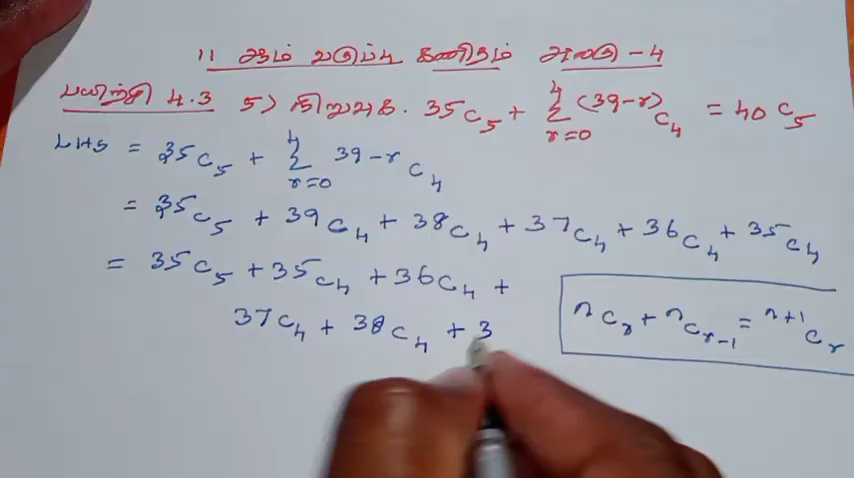 11 ஆம் வகுப்பு கணிதம் அலகு - 4
பயிற்சி 4.3 5) நிறுவுக. 35C₅ + ∑_{r=0}^{4} (39-r)C₄ = 40C₅
LHS = 35C₅ + ∑_{r=0}^{4} 39-rC₄
= 35C₅ + 39C₄ + 38C₄ + 37C₄ + 36C₄ + 35C₄
= 35C₅ + 35C₄ + 36C₄ +
37C₄ + 38C₄ + 3
nCᵣ + nCᵣ₋₁ = ⁿ⁺¹Cᵣ